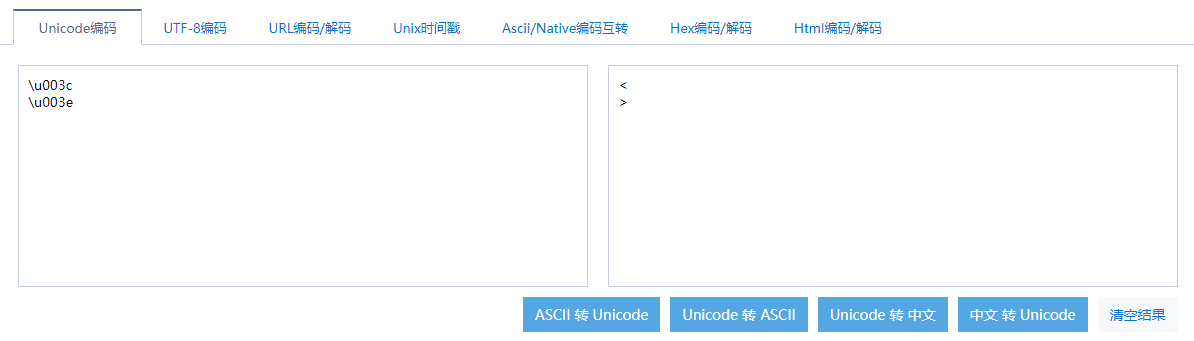 Unicode编码 UTF-8编码 URL编码/解码 Unix时间戳 Ascii/Native编码互转 Hex编码/解码 Html编码/解码
\u003c
\u003e
<
>
ASCII 转 Unicode Unicode 转 ASCII Unicode 转 中文 中文 转 Unicode 清空结果